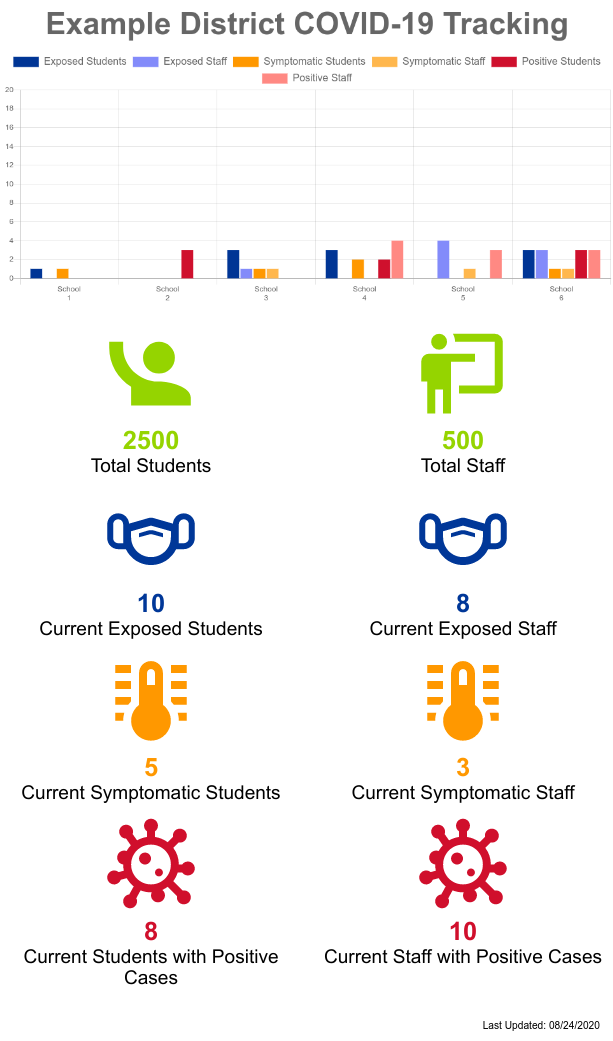 Example District COVID-19 Tracking
Exposed Students Exposed Staff Symptomatic Students Symptomatic Staff Positive Students
Positive Staff
20
18
16
14
12
10
8
6
4
2
0
School School School School School School
1 2 3 4 5 6
2500 500
Total Students Total Staff
10 8
Current Exposed Students Current Exposed Staff
5 3
Current Symptomatic Students Current Symptomatic Staff
8 10
Current Students with Positive Current Staff with Positive Cases
Cases
Last Updated: 08/24/2020